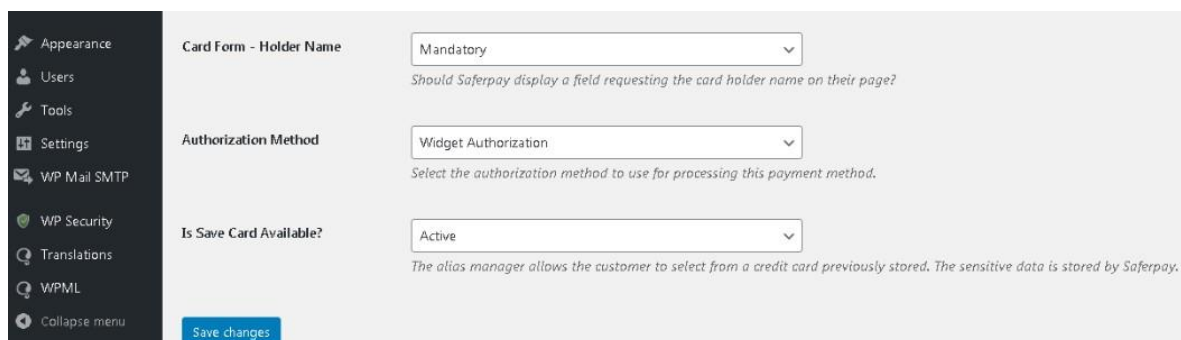 Appearance
Users
Tools
Settings
WP Mail SMTP
WP Security
Translations
WPML
Collapse menu
Card Form - Holder Name
Mandatory
Should Saferpay display a field requesting the card holder name on their page?
Authorization Method
Widget Authorization
Select the authorization method to use for processing this payment method.
Is Save Card Available?
Active
The alias manager allows the customer to select from a credit card previously stored. The sensitive data is stored by Saferpay.
Save changes